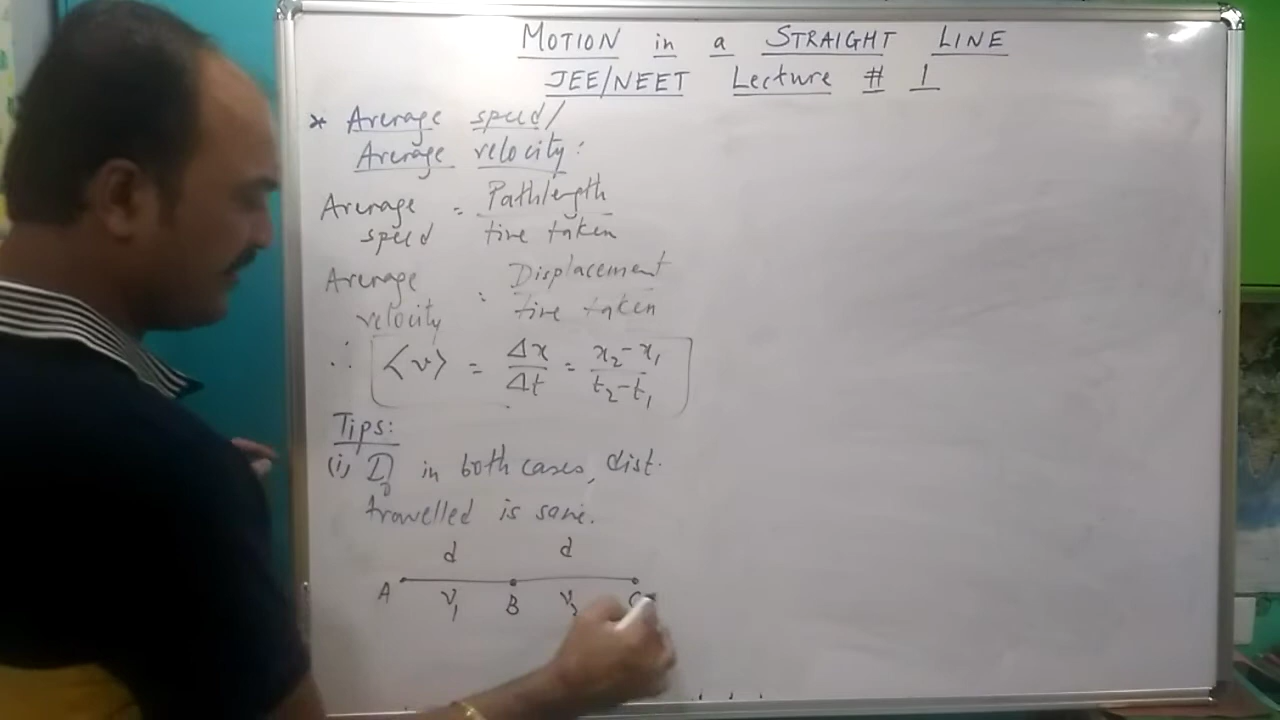 MOTION in a STRAIGHT LINE
JEE/NEET Lecture # 1
* Average speed/
Average velocity:
Average speed = Pathlength / time taken
Average velocity = Displacement / time taken
∴ <v> = Δx/Δt = x₂-x₁ / t₂-t₁
Tips:
(i) If in both cases, dist.
travelled is same.
d d
A B C
v₁ v₂